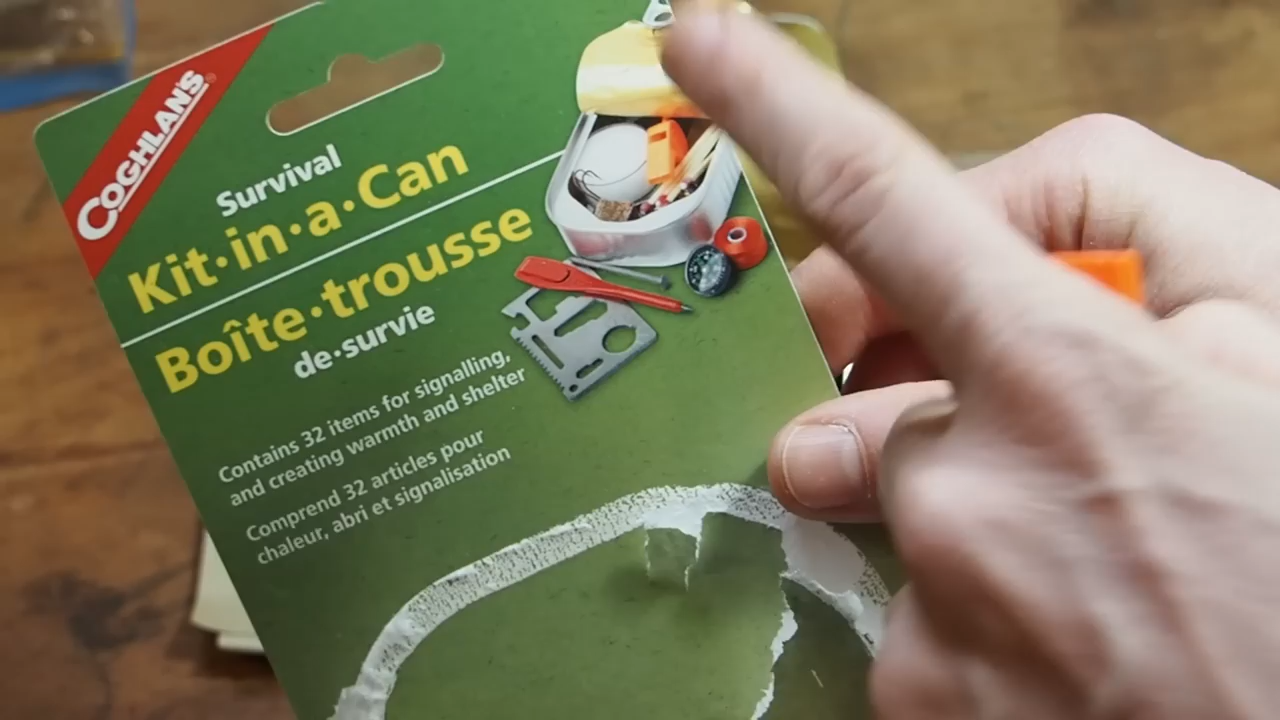 COGHLAN'S®
Survival
Kit·in·a·Can
Boîte·trousse
de·survie
Contains 32 items for signalling,
and creating warmth and shelter
Comprend 32 articles pour
chaleur, abri et signalisation